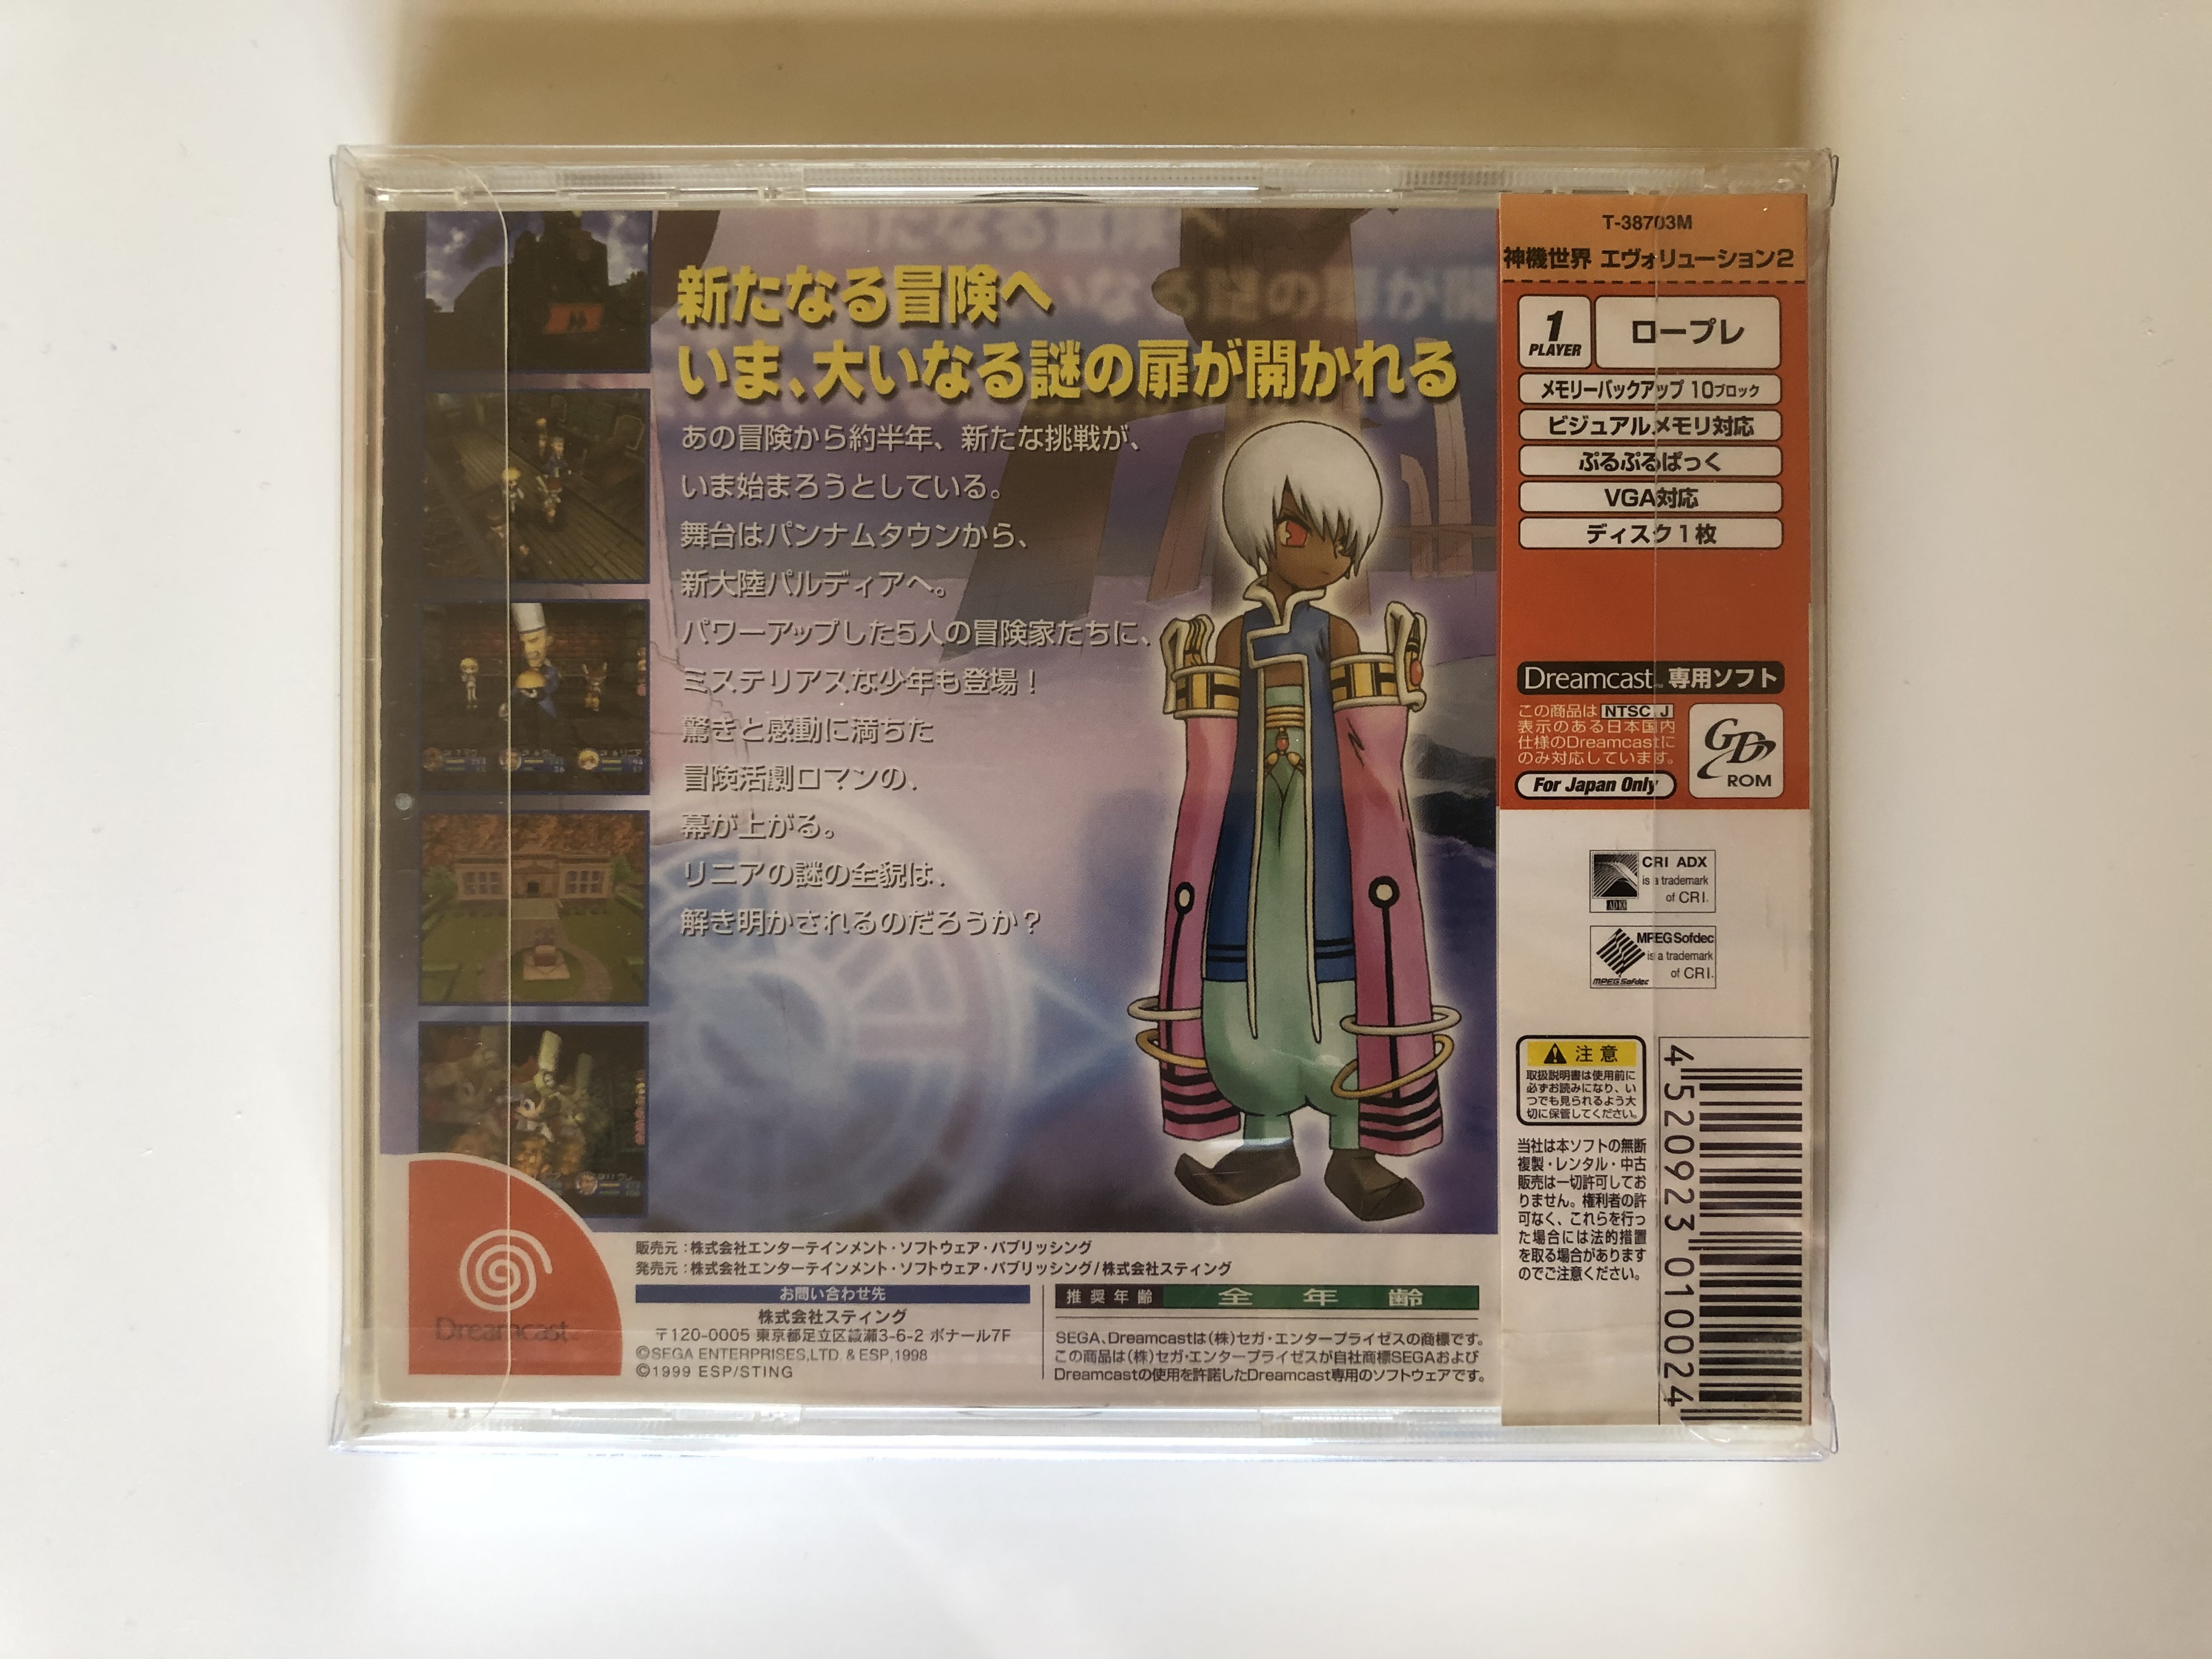 新たなる冒険へ
いま、大いなる謎の扉が開かれる
あの冒険から約半年、新たな挑戦が、
いま始まろうとしている。
舞台はパンナムタウンから、
新大陸パルディアへ。
パワーアップした5人の冒険家たちに、
ミステリアスな少年も登場！
驚きと感動に満ちた
冒険活劇ロマンの、
幕が上がる。
リニアの謎の全貌は、
解き明かされるのだろうか？
Dreamcast
販売元：株式会社エンターテインメント・ソフトウェア・パブリッシング
発売元：株式会社エンターテインメント・ソフトウェア・パブリッシング/株式会社スティング
お問い合わせ先
株式会社スティング
〒120-0005 東京都足立区綾瀬3-6-2 ボナール7F
©SEGA ENTERPRISES,LTD. & ESP,1998
©1999 ESP/STING
推奨年齢 全年齢
SEGA、Dreamcastは(株)セガ・エンタープライゼスの商標です。
この商品は(株)セガ・エンタープライゼスが自社商標SEGAおよび
Dreamcastの使用を許諾したDreamcast専用のソフトウェアです。
T-38703M
神機世界 エヴォリューション2
1 PLAYER
ロープレ
メモリーバックアップ 10ブロック
ビジュアルメモリ対応
ぷるぷるぱっく
VGA対応
ディスク1枚
Dreamcast™ 専用ソフト
この商品は NTSC J
表示のある日本国内
仕様のDreamcastに
のみ対応しています。
For Japan Only
GD ROM
CRI ADX
is a trademark
of CRI.
MPEG Sofdec
is a trademark
of CRI.
MPEG Sofdec
注意
取扱説明書は使用前に
必ずお読みになり、い
つでも見られるよう大
切に保管してください。
当社は本ソフトの無断
複製・レンタル・中古
販売は一切許可してお
りません。権利者の許
可なく、これらを行っ
た場合には法的措置
を取る場合があります
のでご注意ください。
4 520923 010024